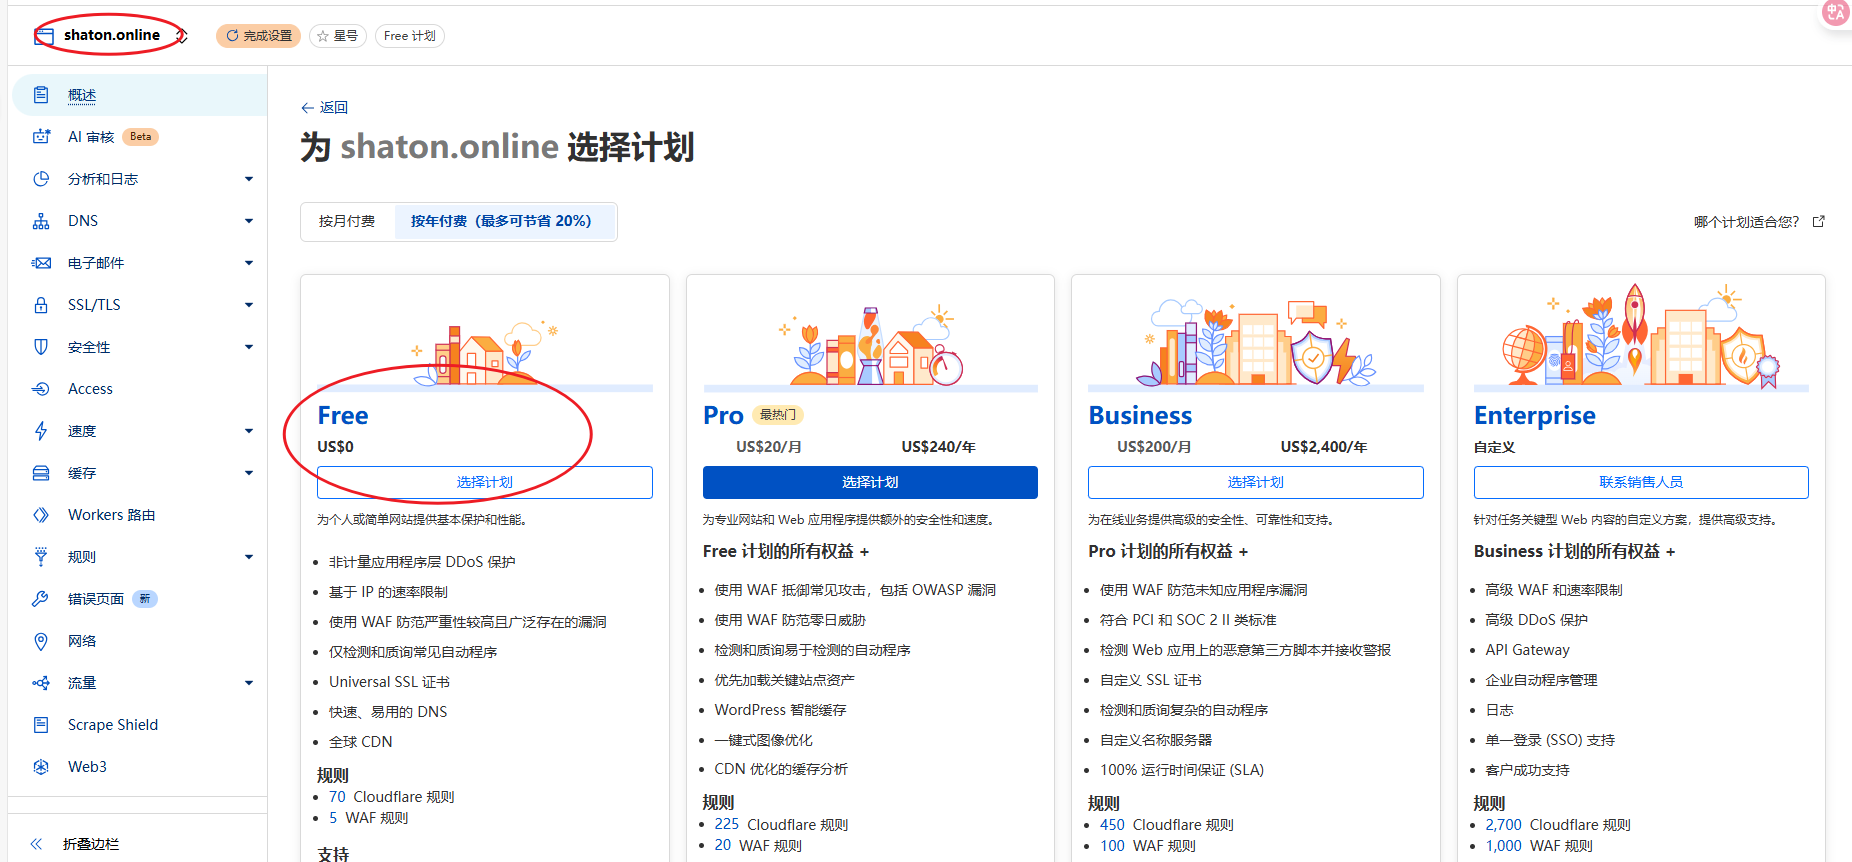 shaton.online
完成设置
星号
Free 计划
概述
AI 审核 Beta
分析和日志
DNS
电子邮件
SSL/TLS
安全性
Access
速度
缓存
Workers 路由
规则
错误页面 新
网络
流量
Scrape Shield
Web3
折叠边栏
返回
为 shaton.online 选择计划
按月付费
按年付费（最多可节省 20%）
哪个计划适合您？
Free
US$0
选择计划
为个人或简单网站提供基本保护和性能。
非计量应用程序层 DDoS 保护
基于 IP 的速率限制
使用 WAF 防范严重性较高且广泛存在的漏洞
仅检测和质询常见自动程序
Universal SSL 证书
快速、易用的 DNS
全球 CDN
规则
70 Cloudflare 规则
5 WAF 规则
支持
Pro 最热门
US$20/月 US$240/年
选择计划
为专业网站和 Web 应用程序提供额外的安全性和速度。
Free 计划的所有权益 +
使用 WAF 抵御常见攻击，包括 OWASP 漏洞
使用 WAF 防范零日威胁
检测和质询易于检测的自动程序
优先加载关键站点资产
WordPress 智能缓存
一键式图像优化
CDN 优化的缓存分析
规则
225 Cloudflare 规则
20 WAF 规则
Business
US$200/月 US$2,400/年
选择计划
为在线业务提供高级的安全性、可靠性和支持。
Pro 计划的所有权益 +
使用 WAF 防范未知应用程序漏洞
符合 PCI 和 SOC 2 II 类标准
检测 Web 应用上的恶意第三方脚本并接收警报
自定义 SSL 证书
检测和质询复杂的自动程序
自定义名称服务器
100% 运行时间保证 (SLA)
规则
450 Cloudflare 规则
100 WAF 规则
Enterprise
自定义
联系销售人员
针对任务关键型 Web 内容的自定义方案，提供高级支持。
Business 计划的所有权益 +
高级 WAF 和速率限制
高级 DDoS 保护
API Gateway
企业自动程序管理
日志
单一登录 (SSO) 支持
客户成功支持
规则
2,700 Cloudflare 规则
1,000 WAF 规则